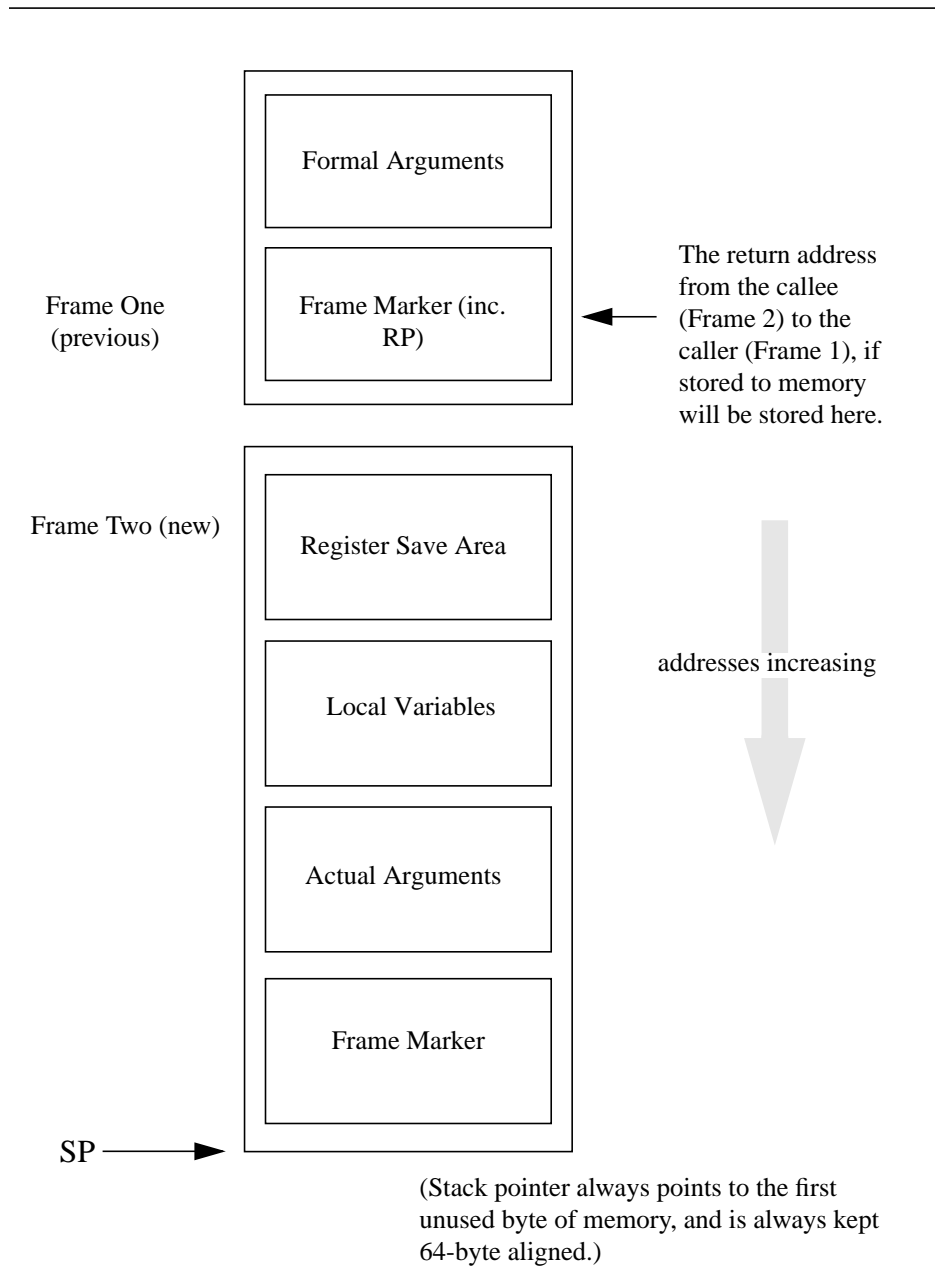 Formal Arguments
Frame One
(previous)
Frame Marker (inc.
RP)
The return address
from the callee
(Frame 2) to the
caller (Frame 1), if
stored to memory
will be stored here.
Frame Two (new)
Register Save Area
Local Variables
addresses increasing
Actual Arguments
Frame Marker
SP
(Stack pointer always points to the first
unused byte of memory, and is always kept
64-byte aligned.)